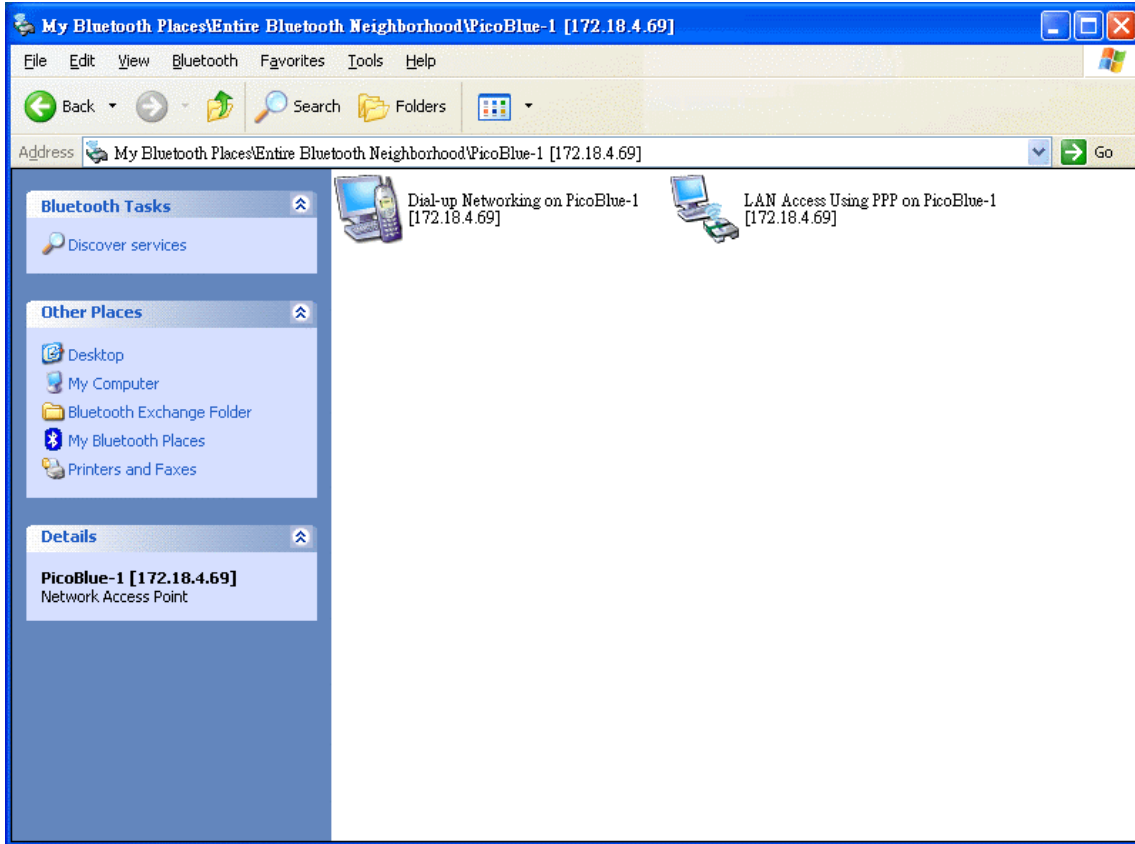 My Bluetooth Places\Entire Bluetooth Neighborhood\PicoBlue-1 [172.18.4.69]
File Edit View Bluetooth Favorites Tools Help
Back Search Folders
Address My Bluetooth Places\Entire Bluetooth Neighborhood\PicoBlue-1 [172.18.4.69] Go
Bluetooth Tasks
Discover services
Other Places
Desktop
My Computer
Bluetooth Exchange Folder
My Bluetooth Places
Printers and Faxes
Details
PicoBlue-1 [172.18.4.69]
Network Access Point
Dial-up Networking on PicoBlue-1
[172.18.4.69]
LAN Access Using PPP on PicoBlue-1
[172.18.4.69]